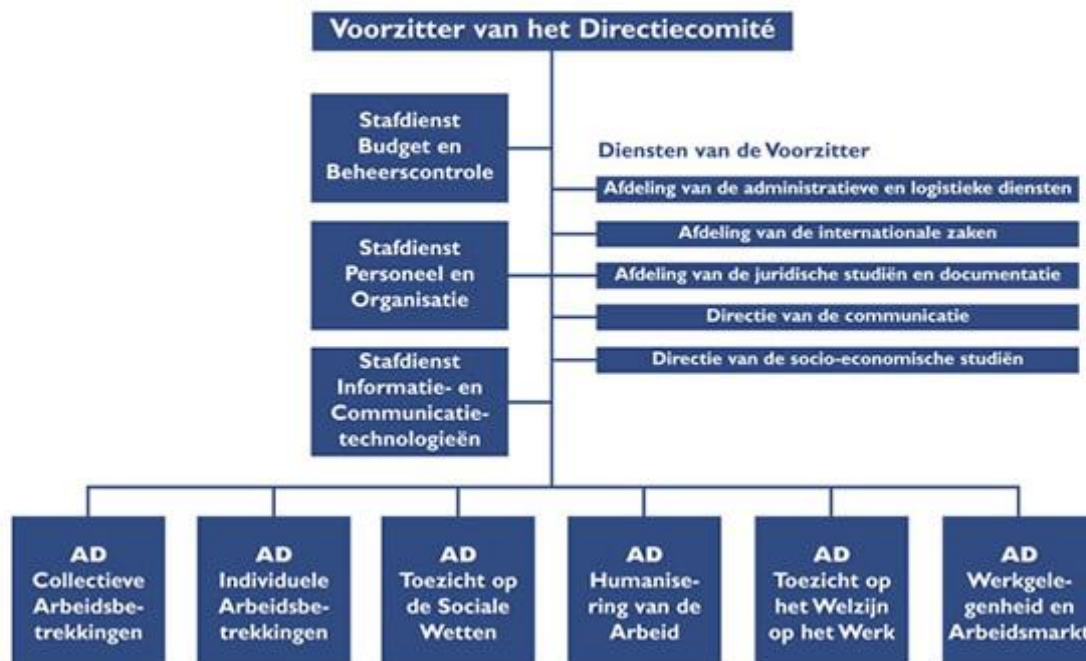 Voorzitter van het Directiecomité
Stafdienst
Budget en
Beheerscontrole
Diensten van de Voorzitter
Afdeling van de administratieve en logistieke diensten
Afdeling van de internationale zaken
Stafdienst
Personeel en
Organisatie
Afdeling van de juridische studiën en documentatie
Directie van de communicatie
Directie van de socio-economische studiën
Stafdienst
Informatie- en
Communicatie-
technologieën
AD
Collectieve
Arbeidsbe-
trekkingen
AD
Individuele
Arbeidsbe-
trekkingen
AD
Toezicht op
de Sociale
Wetten
AD
Humanise-
ring van de
Arbeid
AD
Toezicht op
het Welzijn
op het Werk
AD
Werkgele-
genheid en
Arbeidsmarkt